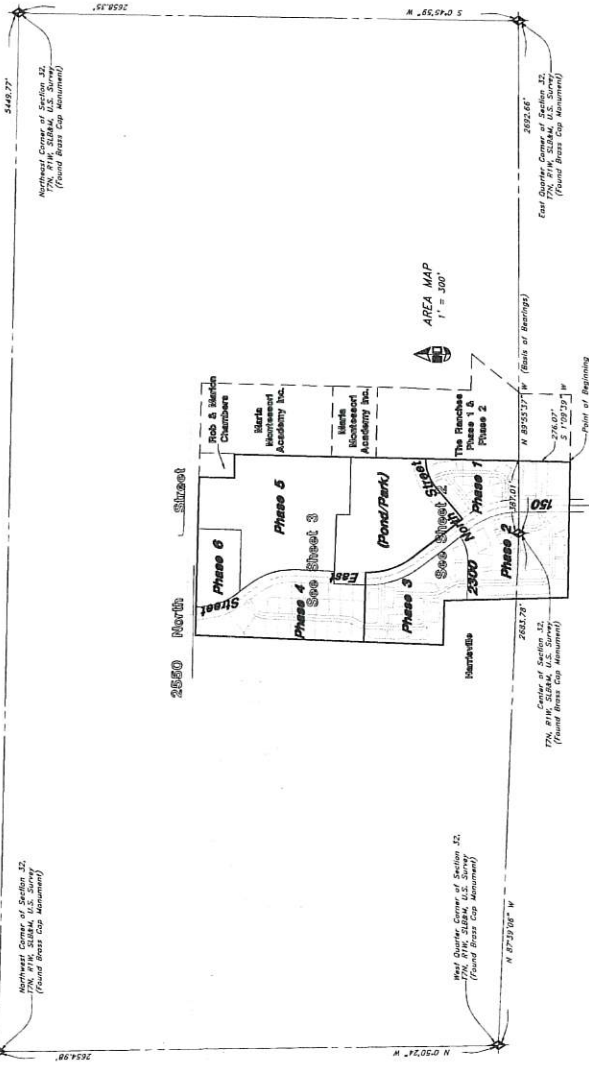 5449.77'
2658.35'
Northeast Corner of Section 32,
T7N, R1W, SLB&M, U.S. Survey
(Found Brass Cap Monument)
S 0°45'59" W
East Quarter Corner of Section 32,
T7N, R1W, SLB&M, U.S. Survey
(Found Brass Cap Monument)
2692.66'
N 89°55'37" W (Basis of Bearings)
AREA MAP
1" = 300'
Rob & Marion
Chambers
Maria
Montessori
Academy Inc.
Maria
Montessori
Academy Inc.
The Ranches
Phase 1 &
Phase 2
276.07'
S 1°09'39" W
Point of Beginning
2550 North Street
Phase 6
Phase 5
See Sheet 3
Phase 4
Street
East
(Pond/Park)
Phase 3
See Sheet 2
2300 North Street
Phase 1
Phase 2
387.01'
150
Harrisville
2683.78'
Center of Section 32,
T7N, R1W, SLB&M, U.S. Survey
(Found Brass Cap Monument)
Northwest Corner of Section 32,
T7N, R1W, SLB&M, U.S. Survey
(Found Brass Cap Monument)
2654.98'
N 0°50'24" W
West Quarter Corner of Section 32,
T7N, R1W, SLB&M, U.S. Survey
(Found Brass Cap Monument)
N 87°39'06" W